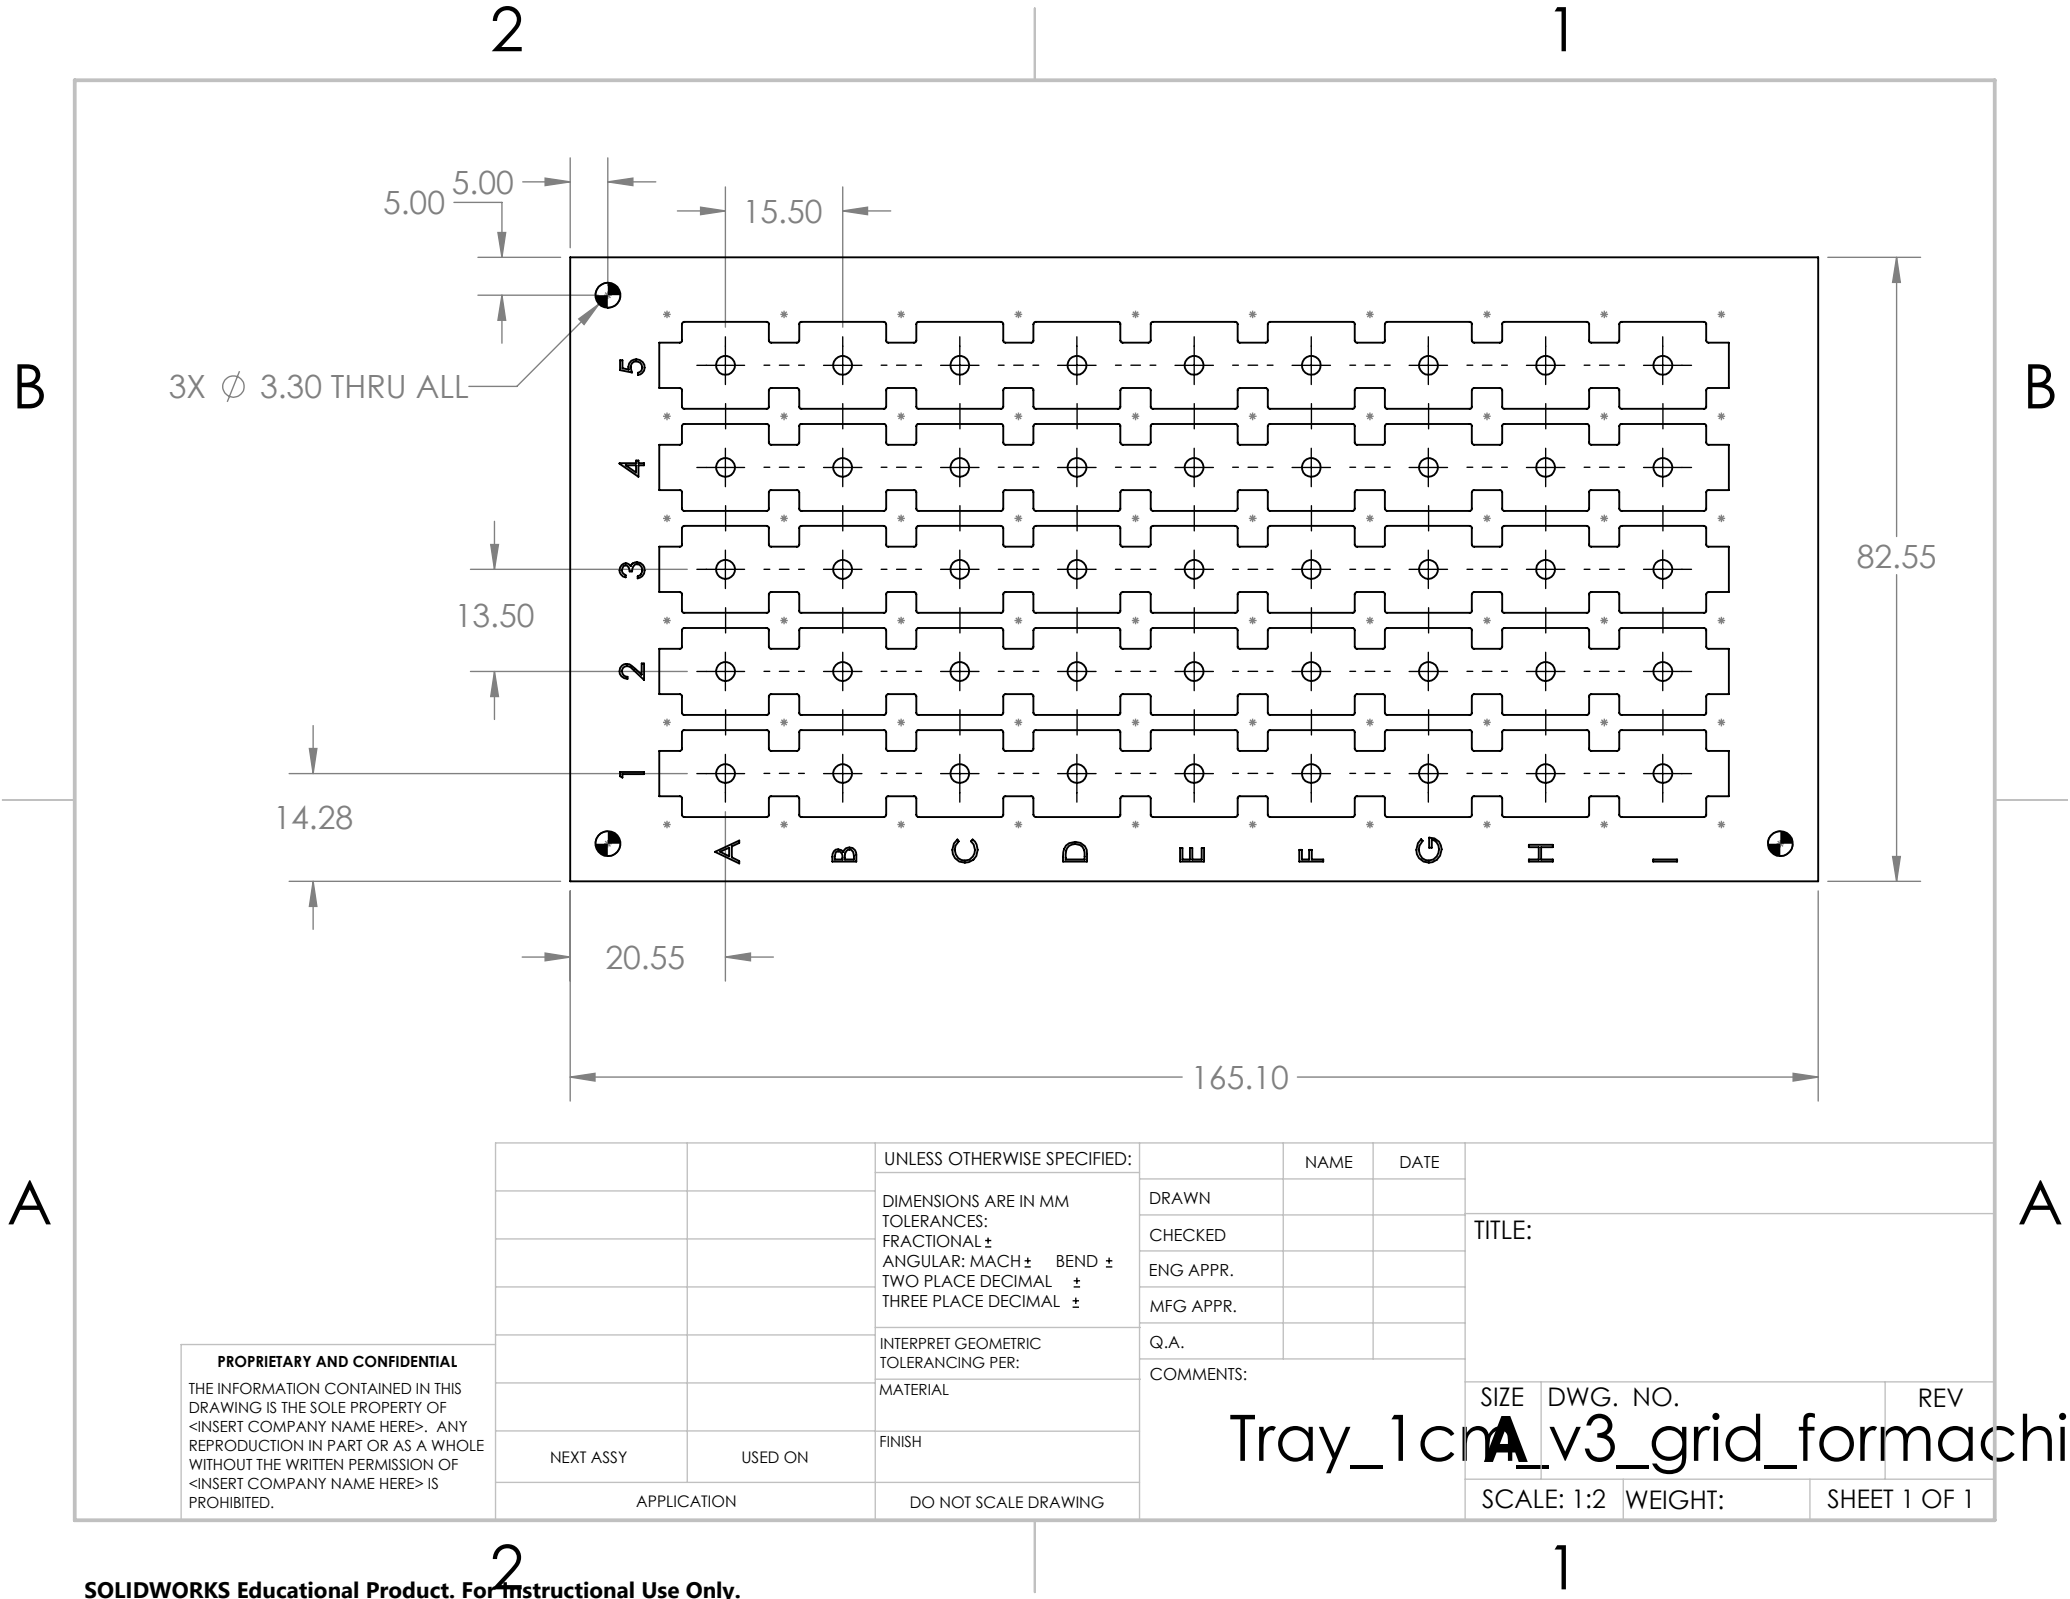 2 1
5.00
5.00
15.50
B B
3X ∅ 3.30 THRU ALL
5
4
3
2
1
82.55
13.50
14.28
A B C D E F G H I
20.55
165.10
A A
UNLESS OTHERWISE SPECIFIED:
DIMENSIONS ARE IN MM
TOLERANCES:
FRACTIONAL ±
ANGULAR: MACH ± BEND ±
TWO PLACE DECIMAL ±
THREE PLACE DECIMAL ±
INTERPRET GEOMETRIC
TOLERANCING PER:
MATERIAL
FINISH
DO NOT SCALE DRAWING
NAME DATE
DRAWN
CHECKED
ENG APPR.
MFG APPR.
Q.A.
COMMENTS:
TITLE:
SIZE DWG. NO. REV
A
Tray_1cm_v3_grid_formachi
SCALE: 1:2 WEIGHT: SHEET 1 OF 1
NEXT ASSY USED ON
APPLICATION
PROPRIETARY AND CONFIDENTIAL
THE INFORMATION CONTAINED IN THIS
DRAWING IS THE SOLE PROPERTY OF
<INSERT COMPANY NAME HERE>. ANY
REPRODUCTION IN PART OR AS A WHOLE
WITHOUT THE WRITTEN PERMISSION OF
<INSERT COMPANY NAME HERE> IS
PROHIBITED.
2 1
SOLIDWORKS Educational Product. For Instructional Use Only.